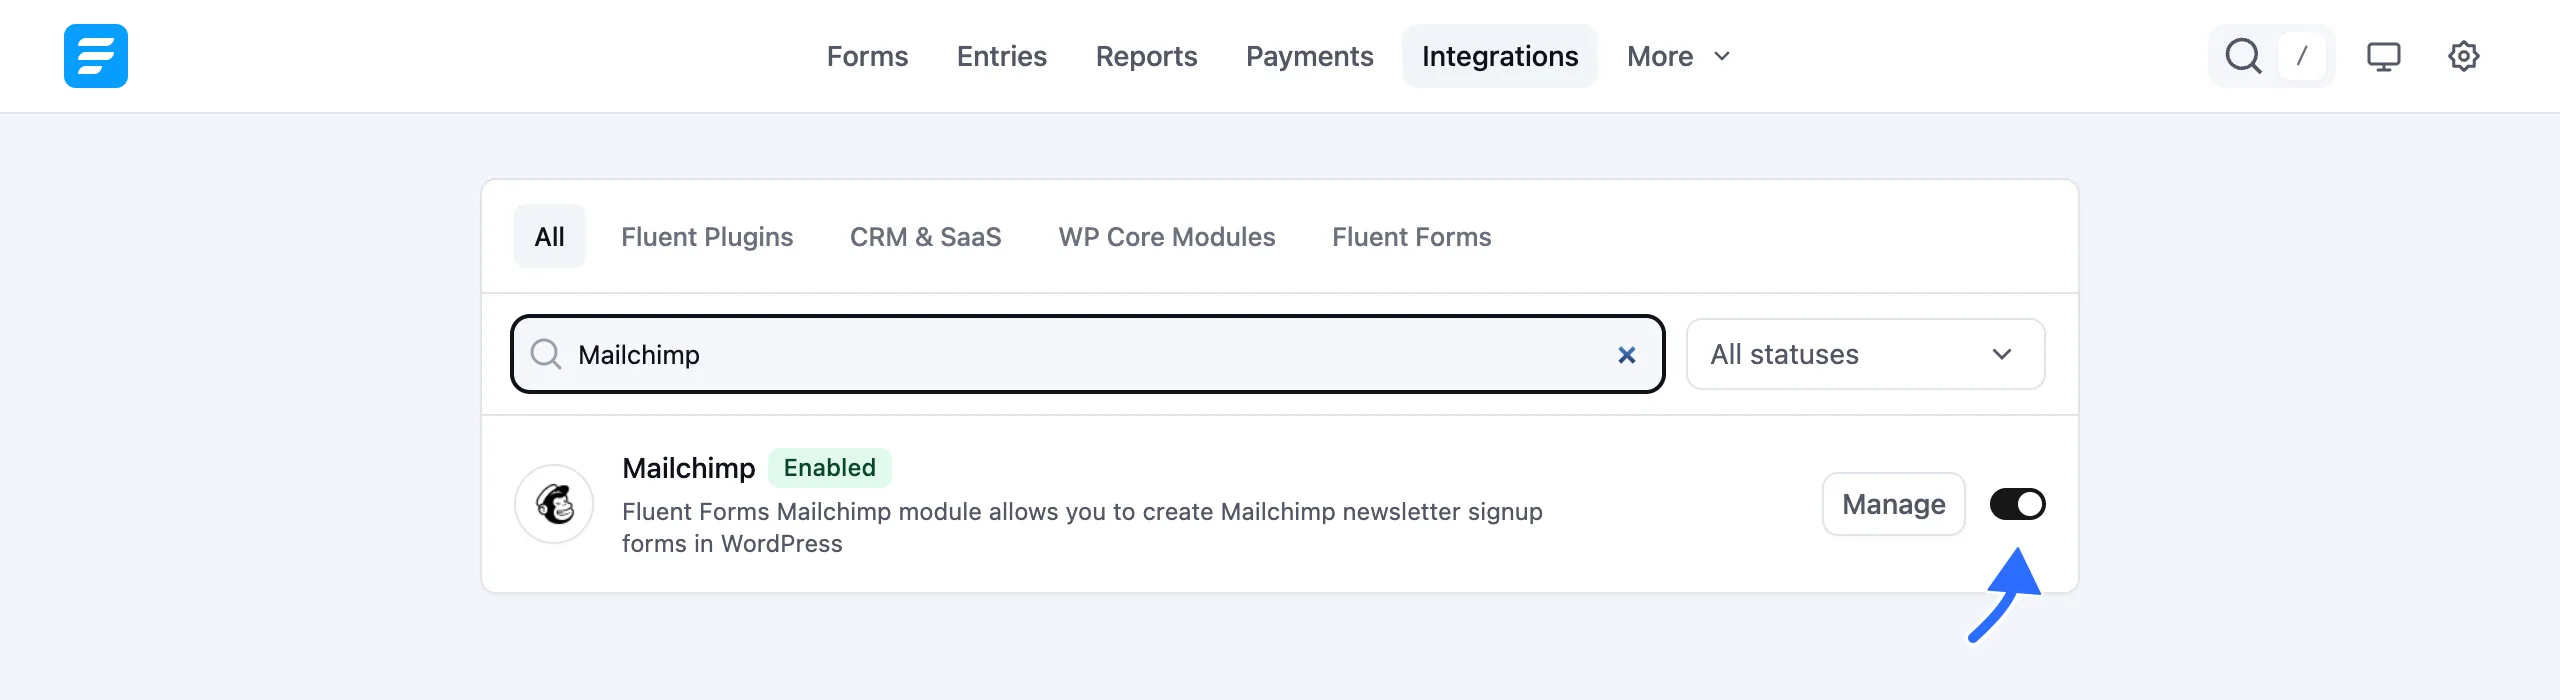 Forms Entries Reports Payments Integrations More /
All Fluent Plugins CRM & SaaS WP Core Modules Fluent Forms
Mailchimp All statuses
Mailchimp Enabled
Fluent Forms Mailchimp module allows you to create Mailchimp newsletter signup
forms in WordPress
Manage